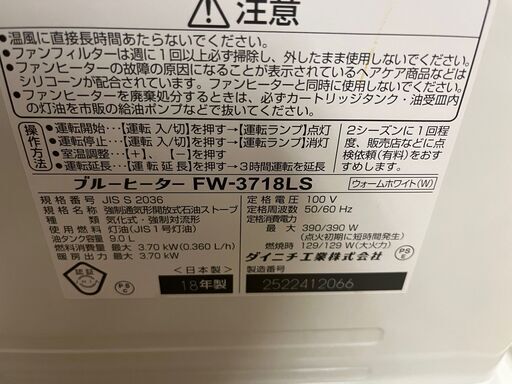 ⚠注意
●温風に直接長時間あたらないでください。
●ファンフィルターは週に1回以上必ず掃除し、外したまま使用しないでください。
●ファンヒーターの故障の原因になることが表示されているヘアケア商品などは
シリコーンが配合されています。ファンヒーターと同時に使用しないでください。
●ファンヒーターを廃棄処分するときは、必ずカートリッジタンク・油受皿内
の灯油を市販の給油ポンプなどで抜き取ってください。
操作方法
●運転開始…【運転 入/切】を押す→【運転ランプ】点灯
●運転停止…【運転 入/切】を押す→【運転ランプ】消灯
●室温調整…【+】、【-】を押す
●運転延長…【運転延長】を押す→3時間運転を延長
2シーズンに1回程
度、販売店などで点
検依頼(有料)をおす
すめします。
ブルーヒーター FW-3718LS ウォームホワイト(W)
規格番号 JIS S 2036
種類 強制通気形開放式石油ストーブ
型式 気化式・強制対流形
使用燃料 灯油(JIS 1号灯油)
油タンク容量 9.0 L
燃料消費量 最大 3.70 kW(0.360 L/h)
暖房出力 最大 3.70 kW
定格電圧 100 V
定格周波数 50/60 Hz
定格消費電力
最大 390/390 W
(点火初期に短時間発生)
燃焼時 129/129 W(大火力)
ダイニチ工業株式会社
認証
PSC
<日本製>
18年製
製造番号
2522412066
PSE